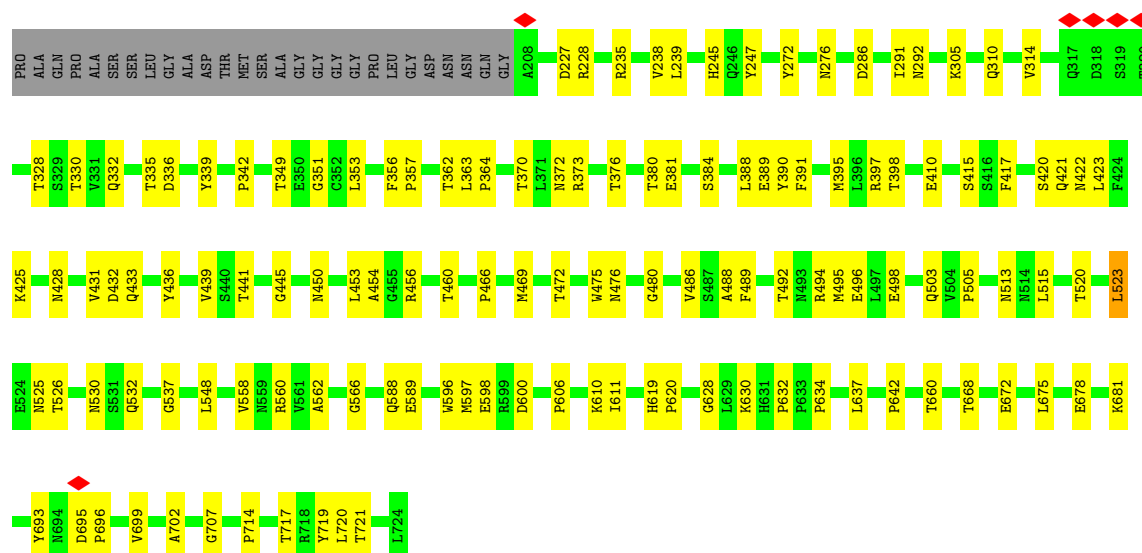 PRO ALA GLN PRO ALA SER SER LEU GLY ALA ASP THR MET SER ALA GLY GLY GLY GLY PRO LEU GLY ASP ASN ASN GLN GLY A208 D227 R228 R235 V238 L239 H245 Q246 Y247 Y272 N276 D286 I291 N292 K305 Q310 V314 Q317 D318 S319
T328 S329 T330 V331 Q332 T335 D336 Y339 P342 T349 E350 G351 C352 L353 F356 P357 T362 L363 P364 T370 L371 N372 R373 T376 T380 E381 S384 L388 E389 Y390 F391 M395 L396 R397 T398 E410 S415 S416 F417 S420 Q421 N422 L423 F424
K425 N428 V431 D432 Q433 Y436 V439 S440 T441 G445 N450 L453 A454 G455 R456 T460 P466 M469 T472 W475 N476 G480 V486 S487 A488 F489 T492 N493 R494 M495 E496 L497 E498 Q503 V504 P505 N513 N514 L515 T520 L523
E524 N525 T526 N530 S531 Q532 G537 L548 V558 N559 R560 V561 A562 G566 Q588 E589 W596 M597 E598 R599 D600 P606 K610 I611 H619 P620 G628 L629 K630 H631 P632 P633 P634 L637 P642 T660 T668 E672 L675 E678 K681
Y693 N694 D695 P696 V699 A702 G707 P714 T717 R718 Y719 L720 T721 L724